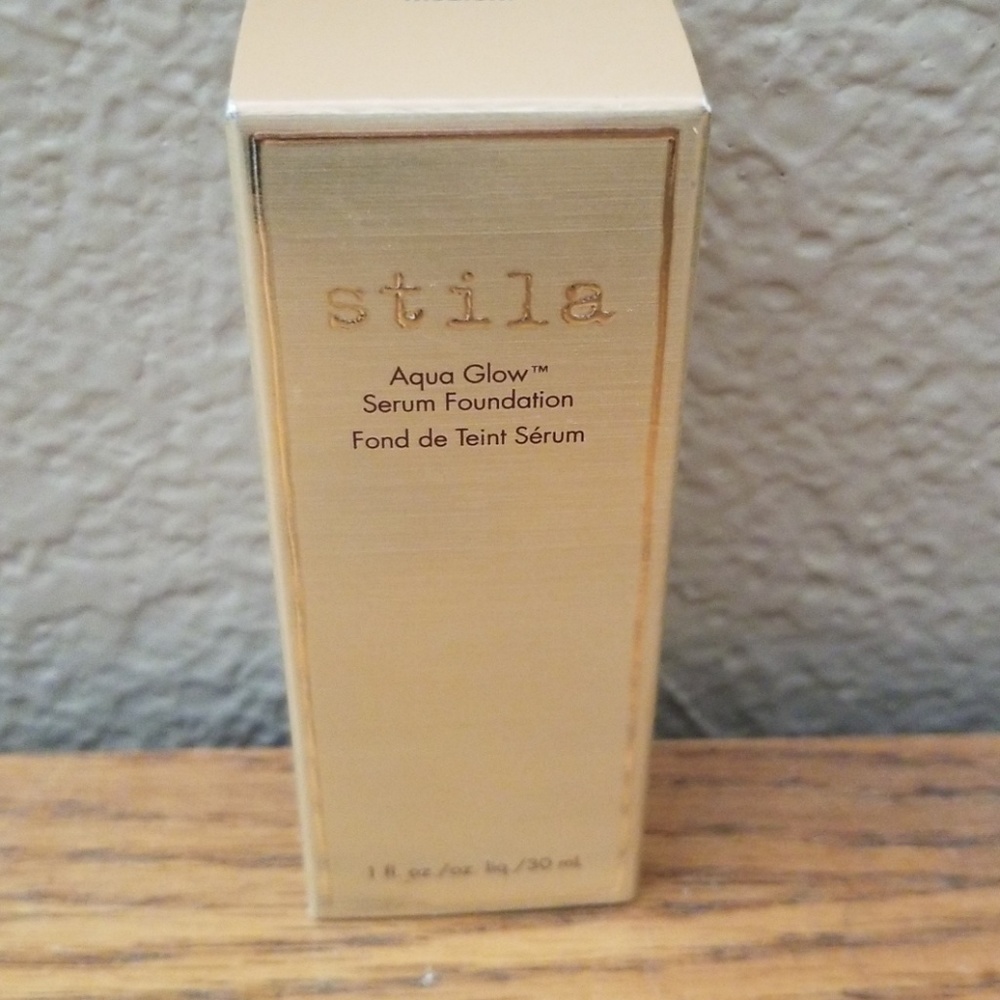 stila
Aqua Glow™
Serum Foundation
Fond de Teint Sérum
1 fl. oz./oz. liq./30 mL